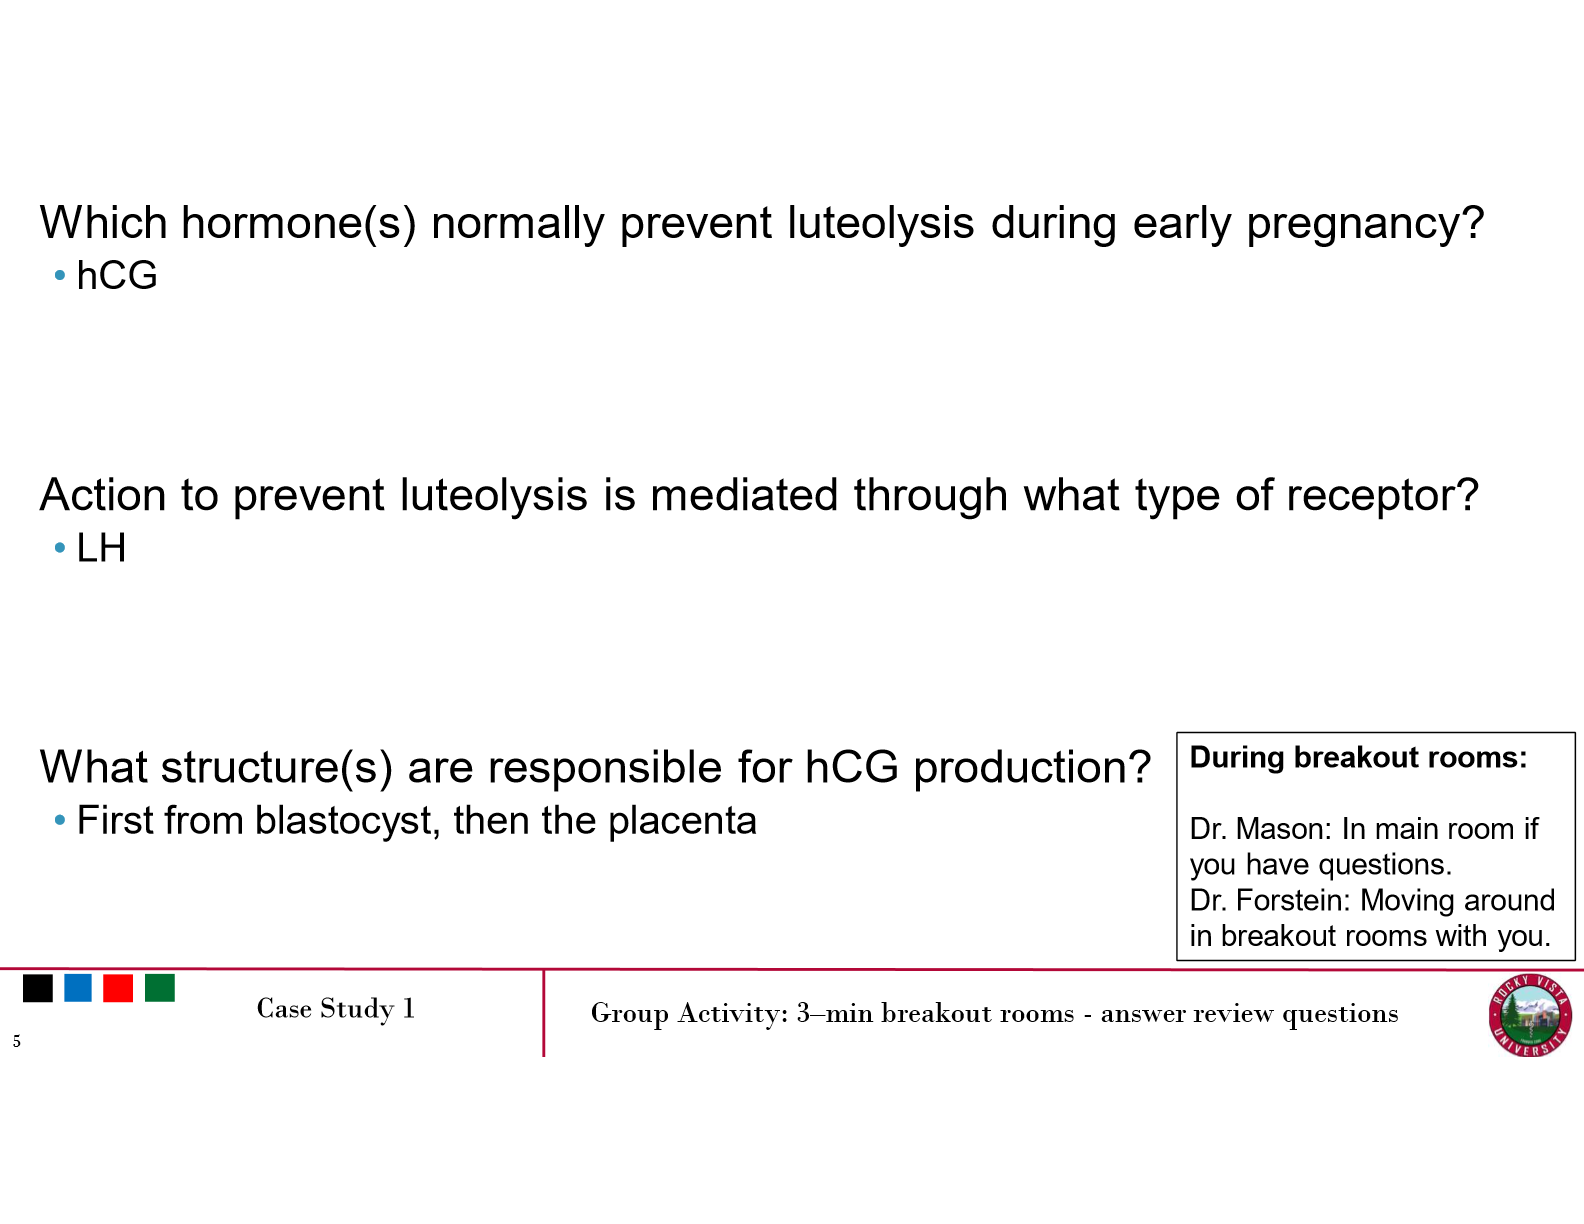 Which hormone(s) normally prevent luteolysis during early pregnancy?
• hCG
Action to prevent luteolysis is mediated through what type of receptor?
• LH
What structure(s) are responsible for hCG production?
• First from blastocyst, then the placenta
During breakout rooms:
Dr. Mason: In main room if
you have questions.
Dr. Forstein: Moving around
in breakout rooms with you.
Case Study 1
Group Activity: 3–min breakout rooms - answer review questions
5
ROCKY VISTA
UNIVERSITY